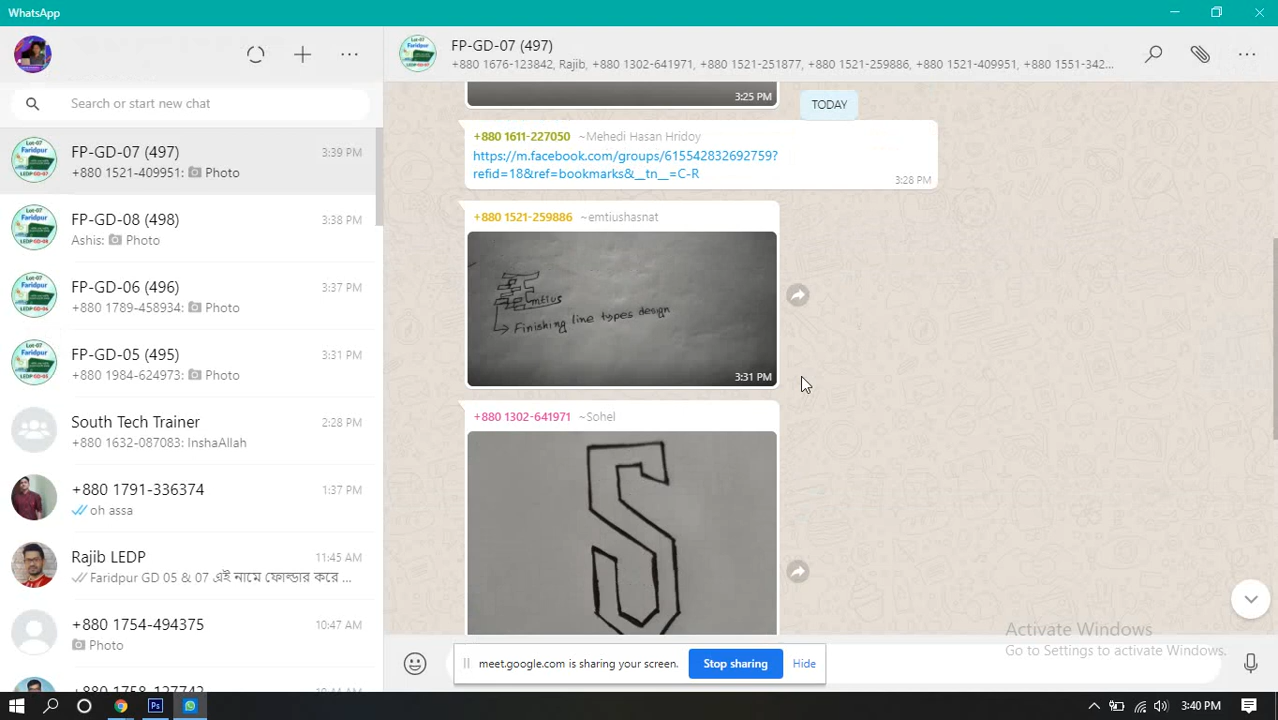 WhatsApp
FP-GD-07 (497)
+880 1676-123842, Rajib, +880 1302-641971, +880 1521-251877, +880 1521-259886, +880 1521-409951, +880 1551-342...
Search or start new chat
FP-GD-07 (497) 3:39 PM
+880 1521-409951: Photo
FP-GD-08 (498) 3:38 PM
Ashis: Photo
FP-GD-06 (496) 3:37 PM
+880 1789-458934: Photo
FP-GD-05 (495) 3:31 PM
+880 1984-624973: Photo
South Tech Trainer 2:28 PM
+880 1632-087083: InshaAllah
+880 1791-336374 1:37 PM
oh assa
Rajib LEDP 11:45 AM
Faridpur GD 05 & 07 এই নামে ফোল্ডার করে ...
+880 1754-494375 10:47 AM
Photo
3:25 PM
TODAY
+880 1611-227050 ~Mehedi Hasan Hridoy
https://m.facebook.com/groups/615542832692759?
refid=18&ref=bookmarks&__tn__=C-R
3:28 PM
+880 1521-259886 ~emtiushasnat
Emtius
Finishing line types design
3:31 PM
+880 1302-641971 ~Sohel
S
Activate Windows
Go to Settings to activate Windows.
meet.google.com is sharing your screen. Stop sharing Hide
3:40 PM